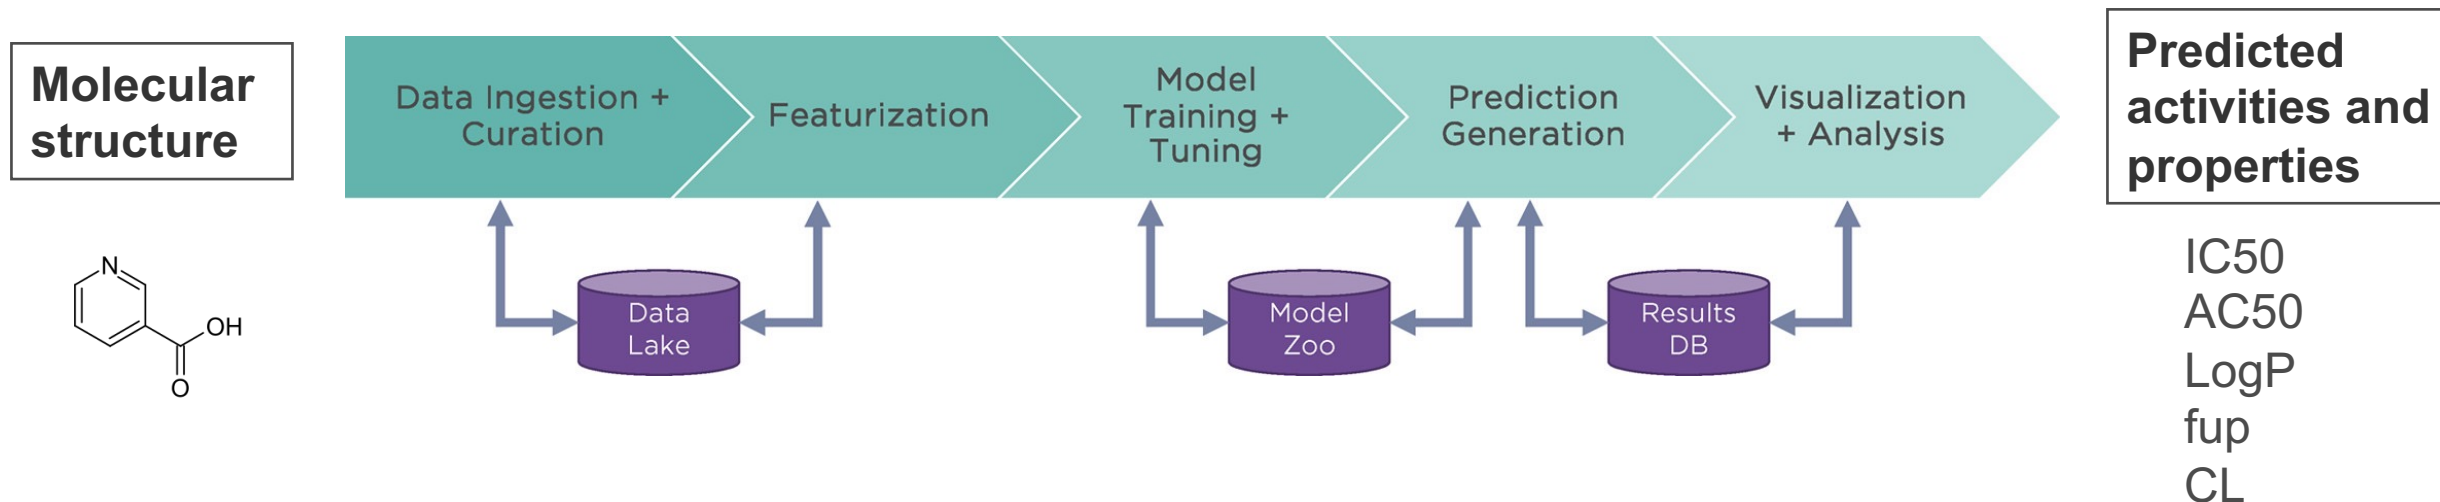 Molecular
structure
N
OH
O
Data Ingestion +
Curation
Featurization
Model
Training +
Tuning
Prediction
Generation
Visualization
+ Analysis
Data
Lake
Model
Zoo
Results
DB
Predicted
activities and
properties
IC50
AC50
LogP
fup
CL